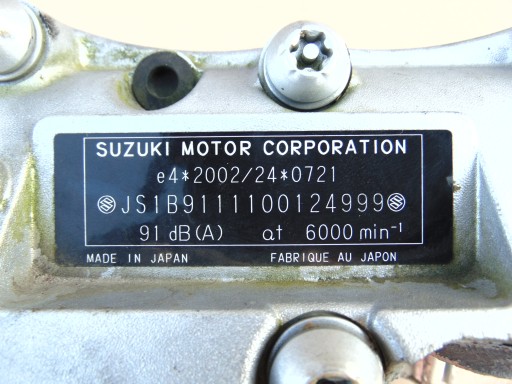 SUZUKI MOTOR CORPORATION
e4*2002/24*0721
JS1B9111100124999
91 dB(A) at 6000 min⁻¹
MADE IN JAPAN FABRIQUE AU JAPON